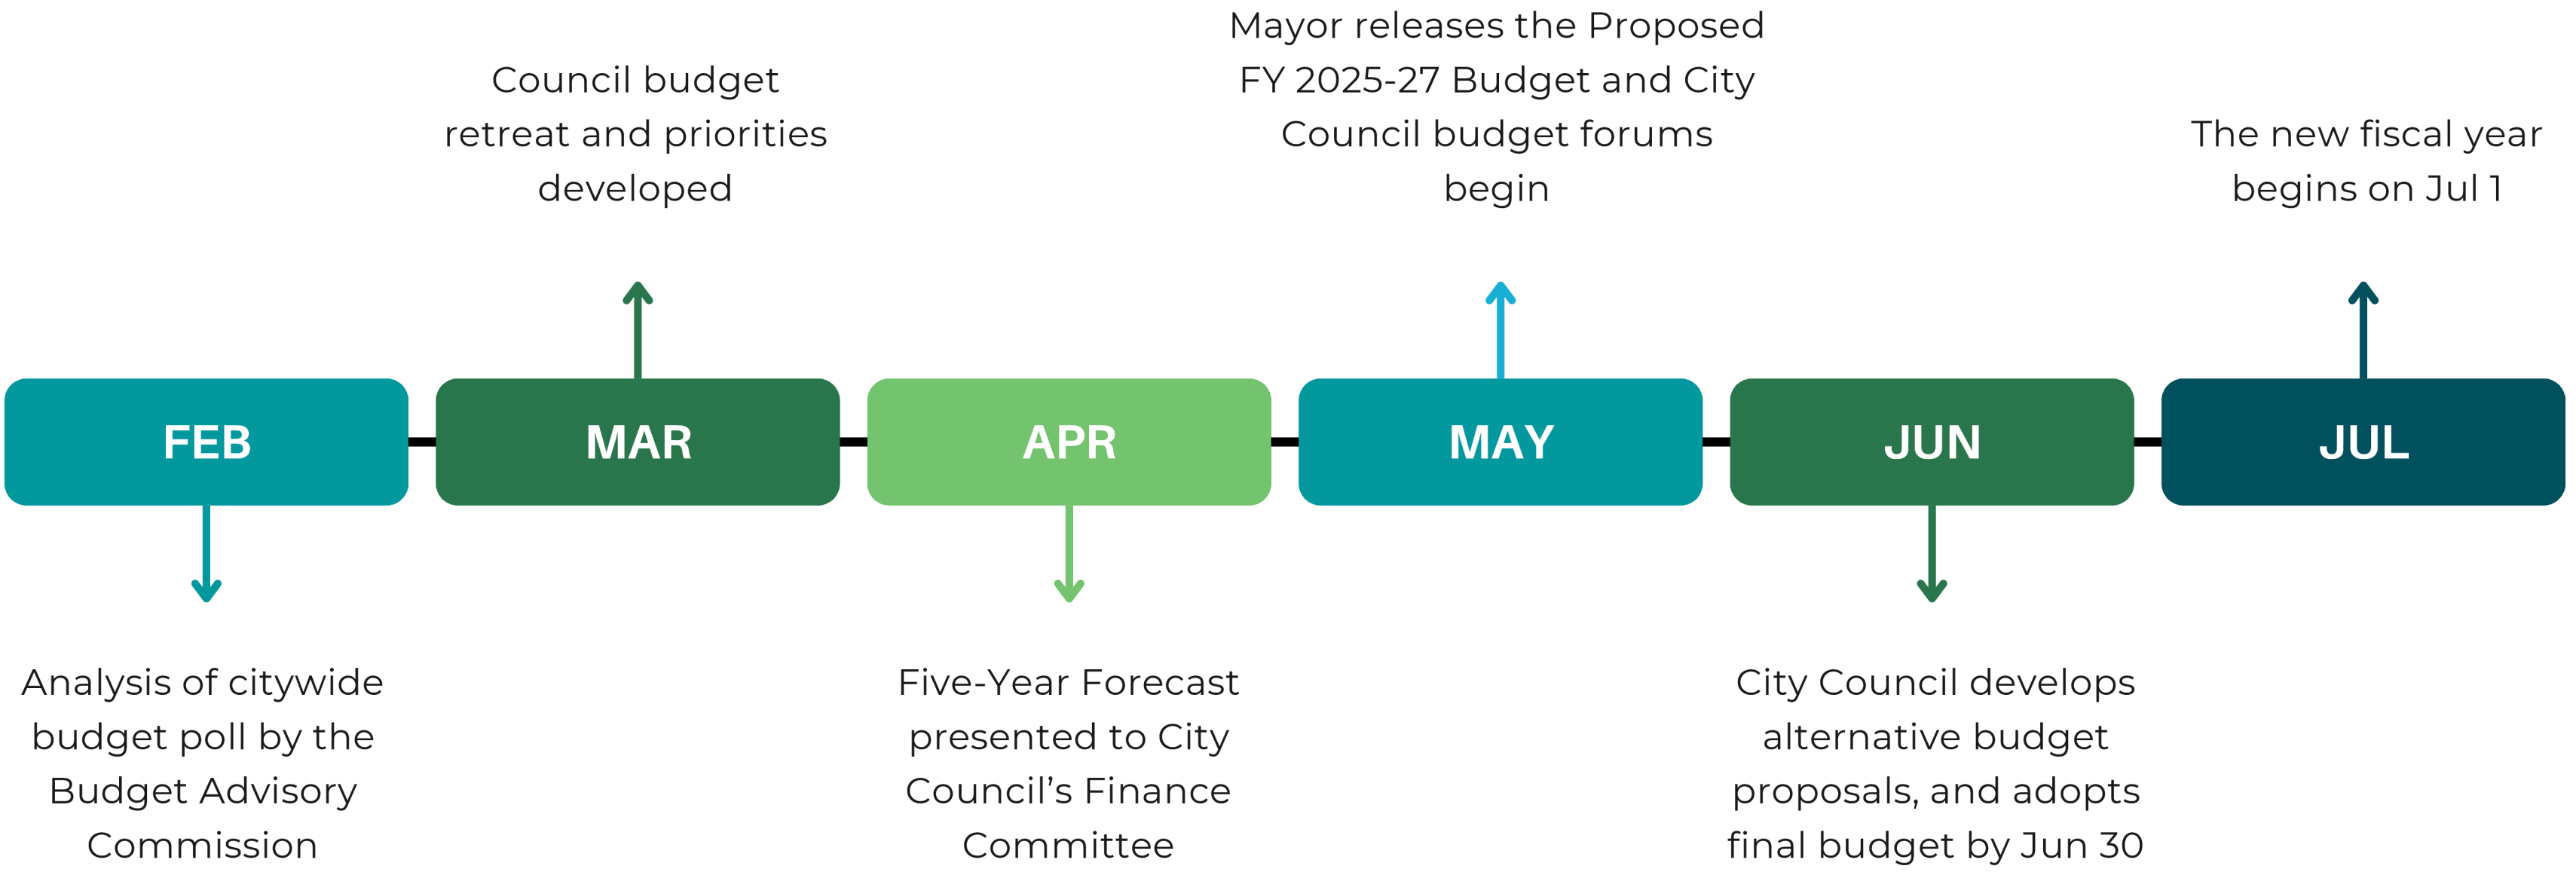 Mayor releases the Proposed
FY 2025-27 Budget and City
Council budget forums
begin
Council budget
retreat and priorities
developed
The new fiscal year
begins on Jul 1
FEB
MAR
APR
MAY
JUN
JUL
Analysis of citywide
budget poll by the
Budget Advisory
Commission
Five-Year Forecast
presented to City
Council’s Finance
Committee
City Council develops
alternative budget
proposals, and adopts
final budget by Jun 30